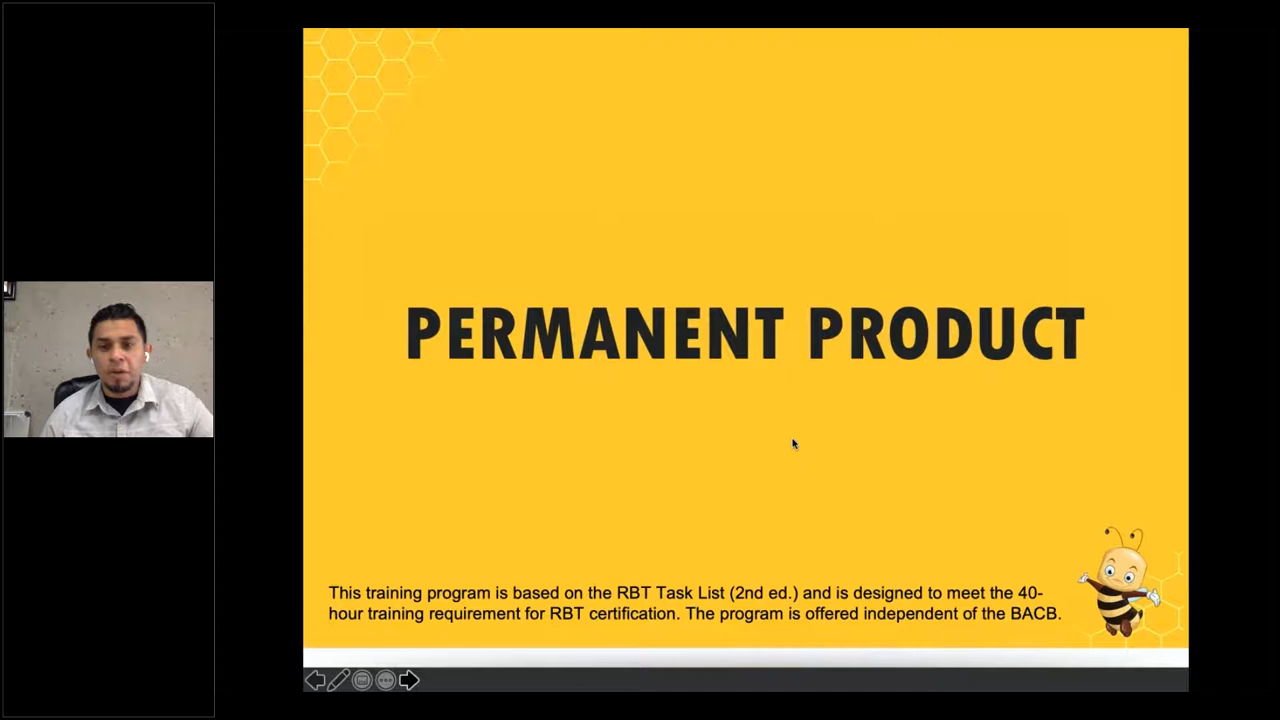 PERMANENT PRODUCT
This training program is based on the RBT Task List (2nd ed.) and is designed to meet the 40-
hour training requirement for RBT certification. The program is offered independent of the BACB.